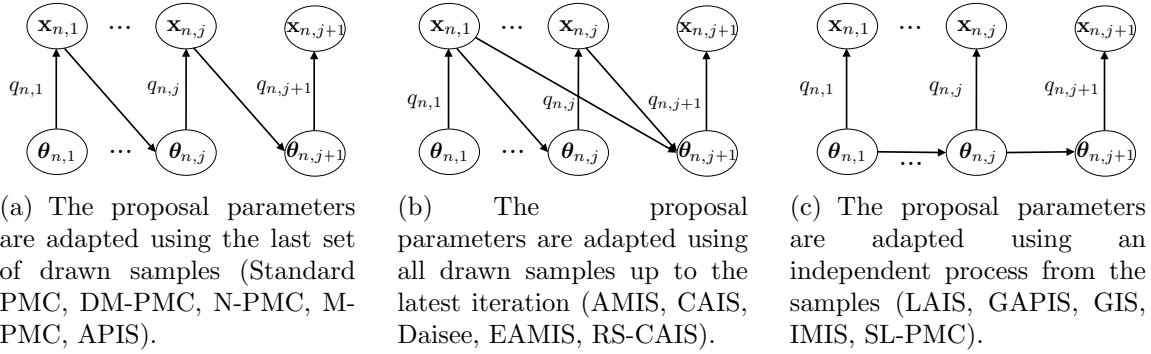 x_{n,1} ... x_{n,j} x_{n,j+1}
q_{n,1} q_{n,j} q_{n,j+1}
θ_{n,1} ... θ_{n,j} θ_{n,j+1}
(a) The proposal parameters
are adapted using the last set
of drawn samples (Standard
PMC, DM-PMC, N-PMC, M-
PMC, APIS).
x_{n,1} ... x_{n,j} x_{n,j+1}
q_{n,1} q_{n,j} q_{n,j+1}
θ_{n,1} ... θ_{n,j} θ_{n,j+1}
(b) The proposal
parameters are adapted using
all drawn samples up to the
latest iteration (AMIS, CAIS,
Daisee, EAMIS, RS-CAIS).
x_{n,1} ... x_{n,j} x_{n,j+1}
q_{n,1} q_{n,j} q_{n,j+1}
θ_{n,1} ... θ_{n,j} θ_{n,j+1}
(c) The proposal parameters
are adapted using an
independent process from the
samples (LAIS, GAPIS, GIS,
IMIS, SL-PMC).